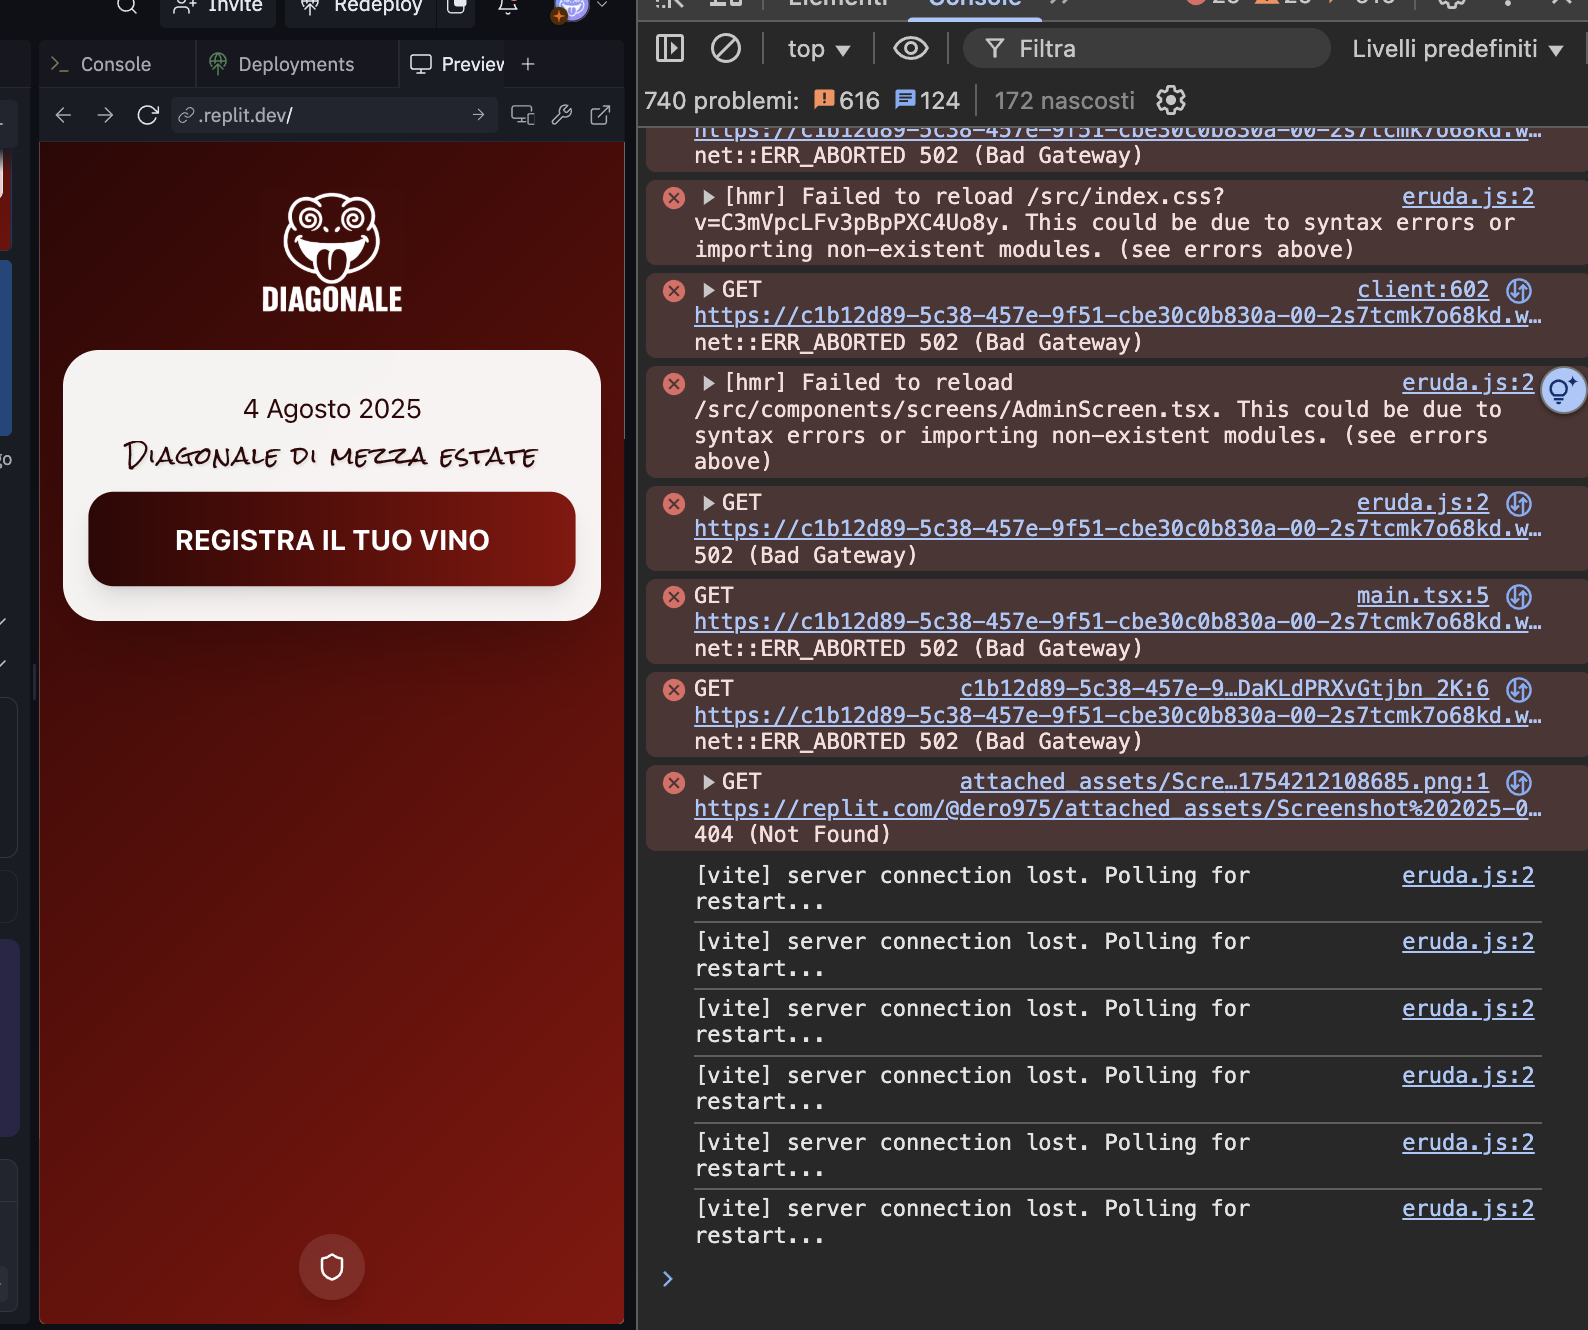 Invite
Redeploy
Console
Deployments
Preview
.replit.dev/
DIAGONALE
4 Agosto 2025
Diagonale di mezza estate
REGISTRA IL TUO VINO
Elementi
Console
top
Filtra
Livelli predefiniti
740 problemi: 616 124 172 nascosti
https://c1b12d89-5c38-457e-9f51-cbe30c0b830a-00-2s7tcmk7o68kd.w…
net::ERR_ABORTED 502 (Bad Gateway)
[hmr] Failed to reload /src/index.css? eruda.js:2
v=C3mVpcLFv3pBpPXC4Uo8y. This could be due to syntax errors or
importing non-existent modules. (see errors above)
GET client:602
https://c1b12d89-5c38-457e-9f51-cbe30c0b830a-00-2s7tcmk7o68kd.w…
net::ERR_ABORTED 502 (Bad Gateway)
[hmr] Failed to reload eruda.js:2
/src/components/screens/AdminScreen.tsx. This could be due to
syntax errors or importing non-existent modules. (see errors
above)
GET eruda.js:2
https://c1b12d89-5c38-457e-9f51-cbe30c0b830a-00-2s7tcmk7o68kd.w…
502 (Bad Gateway)
GET main.tsx:5
https://c1b12d89-5c38-457e-9f51-cbe30c0b830a-00-2s7tcmk7o68kd.w…
net::ERR_ABORTED 502 (Bad Gateway)
GET c1b12d89-5c38-457e-9…DaKLdPRXvGtjbn_2K:6
https://c1b12d89-5c38-457e-9f51-cbe30c0b830a-00-2s7tcmk7o68kd.w…
net::ERR_ABORTED 502 (Bad Gateway)
GET attached_assets/Scre…1754212108685.png:1
https://replit.com/@dero975/attached_assets/Screenshot%202025-0…
404 (Not Found)
[vite] server connection lost. Polling for eruda.js:2
restart...
[vite] server connection lost. Polling for eruda.js:2
restart...
[vite] server connection lost. Polling for eruda.js:2
restart...
[vite] server connection lost. Polling for eruda.js:2
restart...
[vite] server connection lost. Polling for eruda.js:2
restart...
[vite] server connection lost. Polling for eruda.js:2
restart...